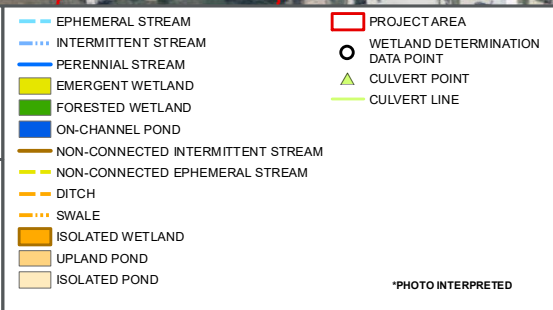 EPHEMERAL STREAM
INTERMITTENT STREAM
PERENNIAL STREAM
EMERGENT WETLAND
FORESTED WETLAND
ON-CHANNEL POND
NON-CONNECTED INTERMITTENT STREAM
NON-CONNECTED EPHEMERAL STREAM
DITCH
SWALE
ISOLATED WETLAND
UPLAND POND
ISOLATED POND
PROJECT AREA
WETLAND DETERMINATION
DATA POINT
CULVERT POINT
CULVERT LINE
*PHOTO INTERPRETED